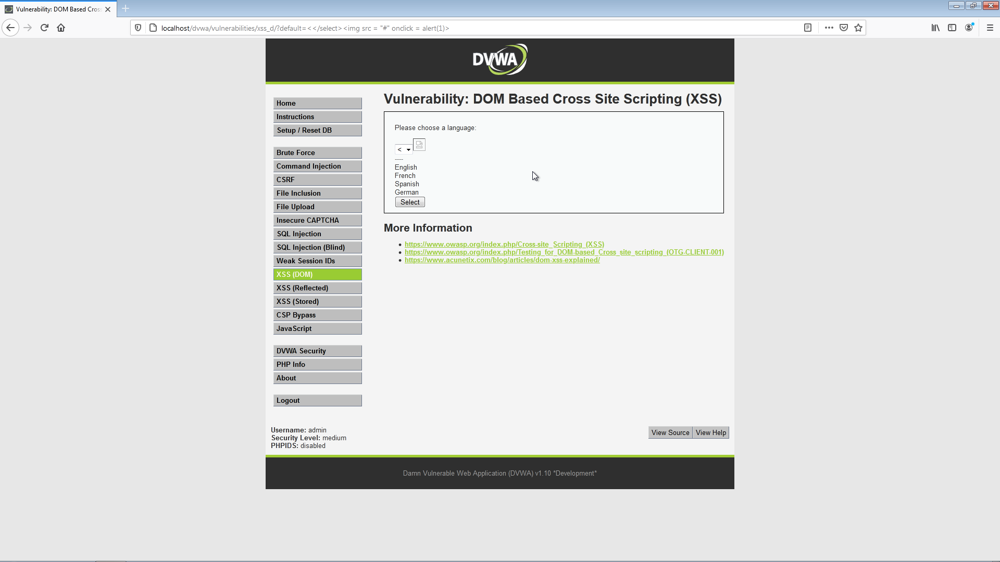 Vulnerability: DOM Based Cros
localhost/dvwa/vulnerabilities/xss_d/?default=<</select><img src = "#" onclick = alert(1)>
DVWA
Home
Instructions
Setup / Reset DB
Brute Force
Command Injection
CSRF
File Inclusion
File Upload
Insecure CAPTCHA
SQL Injection
SQL Injection (Blind)
Weak Session IDs
XSS (DOM)
XSS (Reflected)
XSS (Stored)
CSP Bypass
JavaScript
DVWA Security
PHP Info
About
Logout
Vulnerability: DOM Based Cross Site Scripting (XSS)
Please choose a language:
<
----
English
French
Spanish
German
Select
More Information
https://www.owasp.org/index.php/Cross-site_Scripting_(XSS)
https://www.owasp.org/index.php/Testing_for_DOM-based_Cross_site_scripting_(OTG-CLIENT-001)
https://www.acunetix.com/blog/articles/dom-xss-explained/
Username: admin
Security Level: medium
PHPIDS: disabled
View Source
View Help
Damn Vulnerable Web Application (DVWA) v1.10 *Development*